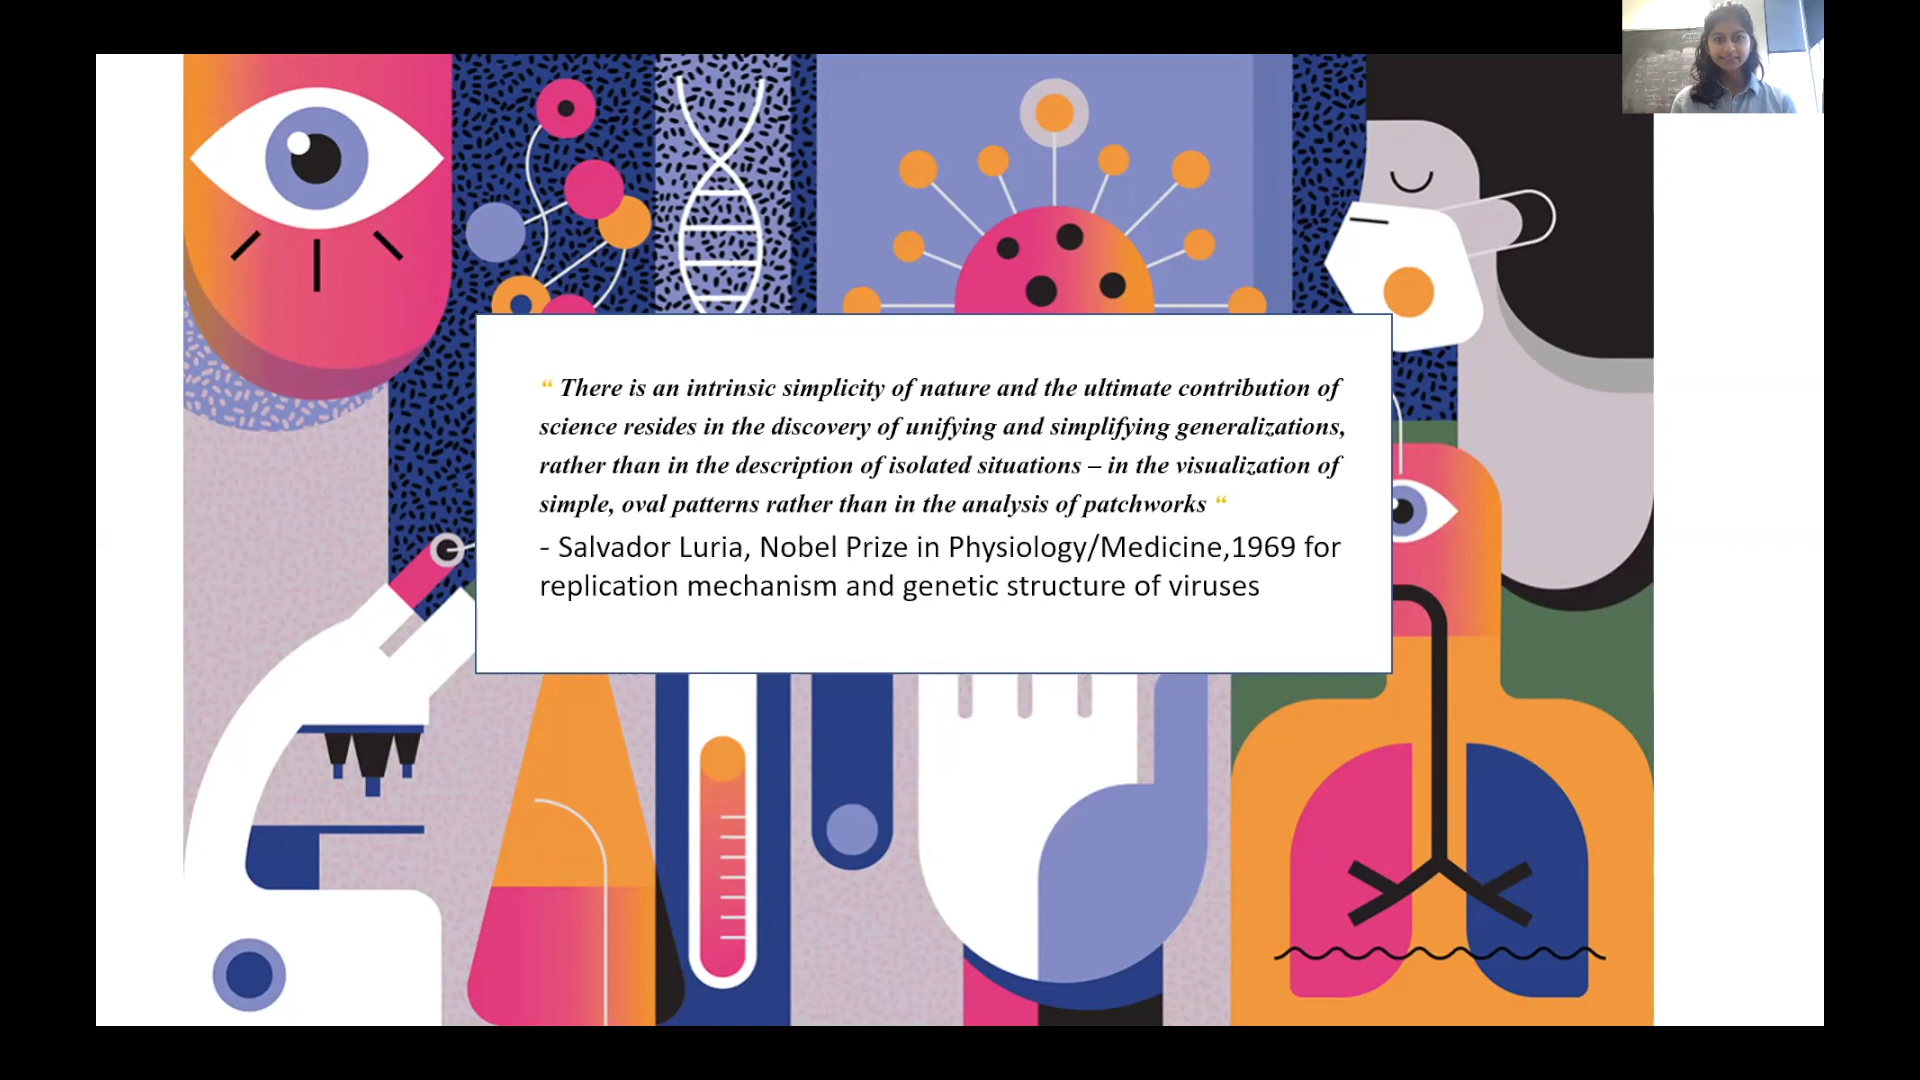 “ There is an intrinsic simplicity of nature and the ultimate contribution of
science resides in the discovery of unifying and simplifying generalizations,
rather than in the description of isolated situations – in the visualization of
simple, oval patterns rather than in the analysis of patchworks “
- Salvador Luria, Nobel Prize in Physiology/Medicine,1969 for
replication mechanism and genetic structure of viruses